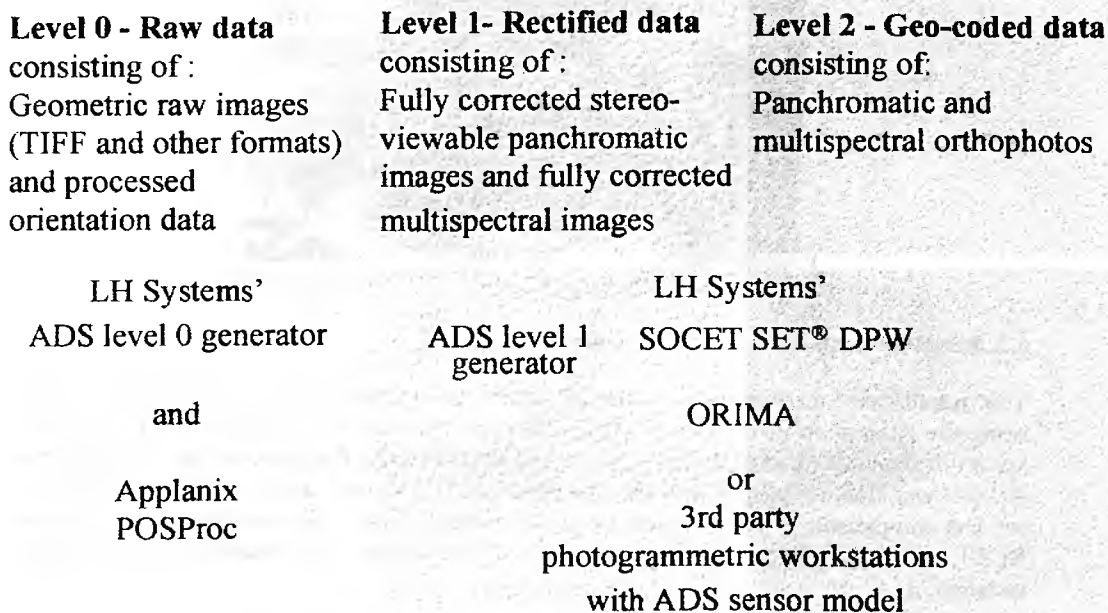 Level 0 - Raw data
consisting of :
Geometric raw images
(TIFF and other formats)
and processed
orientation data
Level 1- Rectified data
consisting of :
Fully corrected stereo-
viewable panchromatic
images and fully corrected
multispectral images
Level 2 - Geo-coded data
consisting of:
Panchromatic and
multispectral orthophotos
LH Systems'
ADS level 0 generator
and
Applanix
POSProc
LH Systems'
ADS level 1
generator
SOCET SET® DPW
ORIMA
or
3rd party
photogrammetric workstations
with ADS sensor model